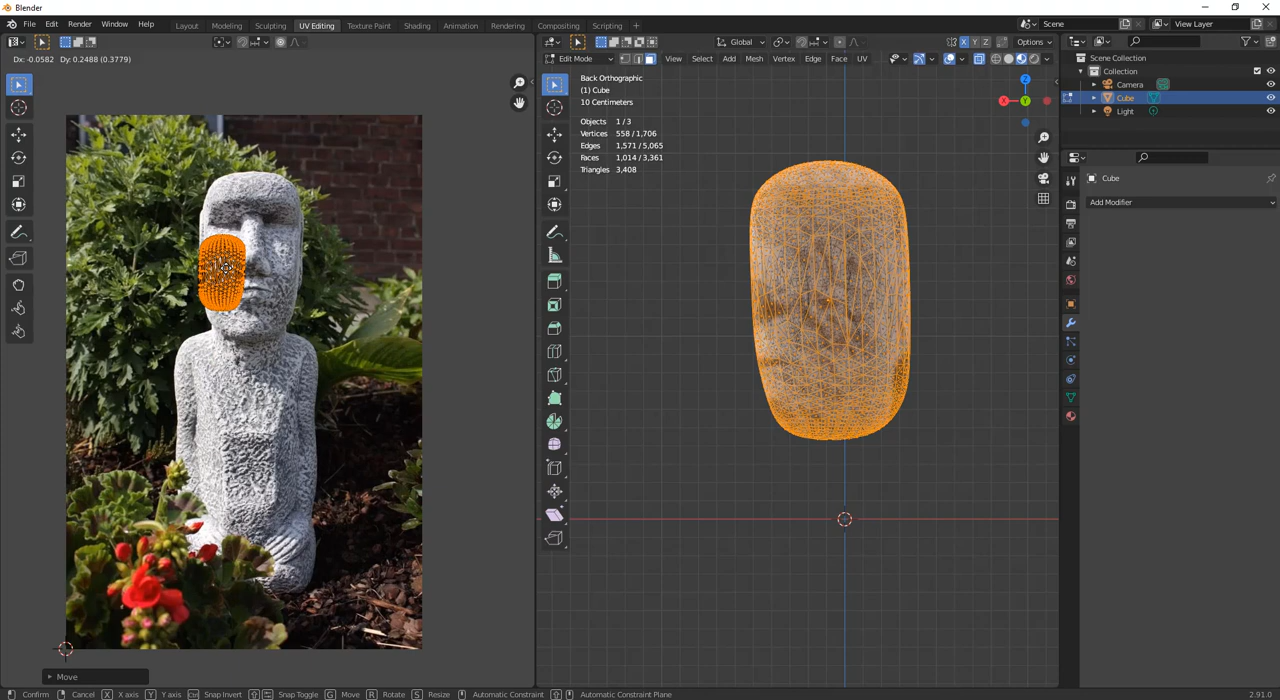 Blender
File Edit Render Window Help
Layout Modeling Sculpting UV Editing Texture Paint Shading Animation Rendering Compositing Scripting +
Scene
View Layer
Dx: -0.0582 Dy: 0.2488 (0.3779)
Global
X Y Z
Options
Edit Mode
View Select Add Mesh Vertex Edge Face UV
Back Orthographic
(1) Cube
10 Centimeters
Objects 1 / 3
Vertices 558 / 1,706
Edges 1,571 / 5,065
Faces 1,014 / 3,361
Triangles 3,408
Z
X
Y
Scene Collection
Collection
Camera
Cube
Light
Cube
Add Modifier
Move
Confirm Cancel X X axis Y Y axis Ctrl Snap Invert Snap Toggle G Move R Rotate S Resize Automatic Constraint Automatic Constraint Plane
2.91.0